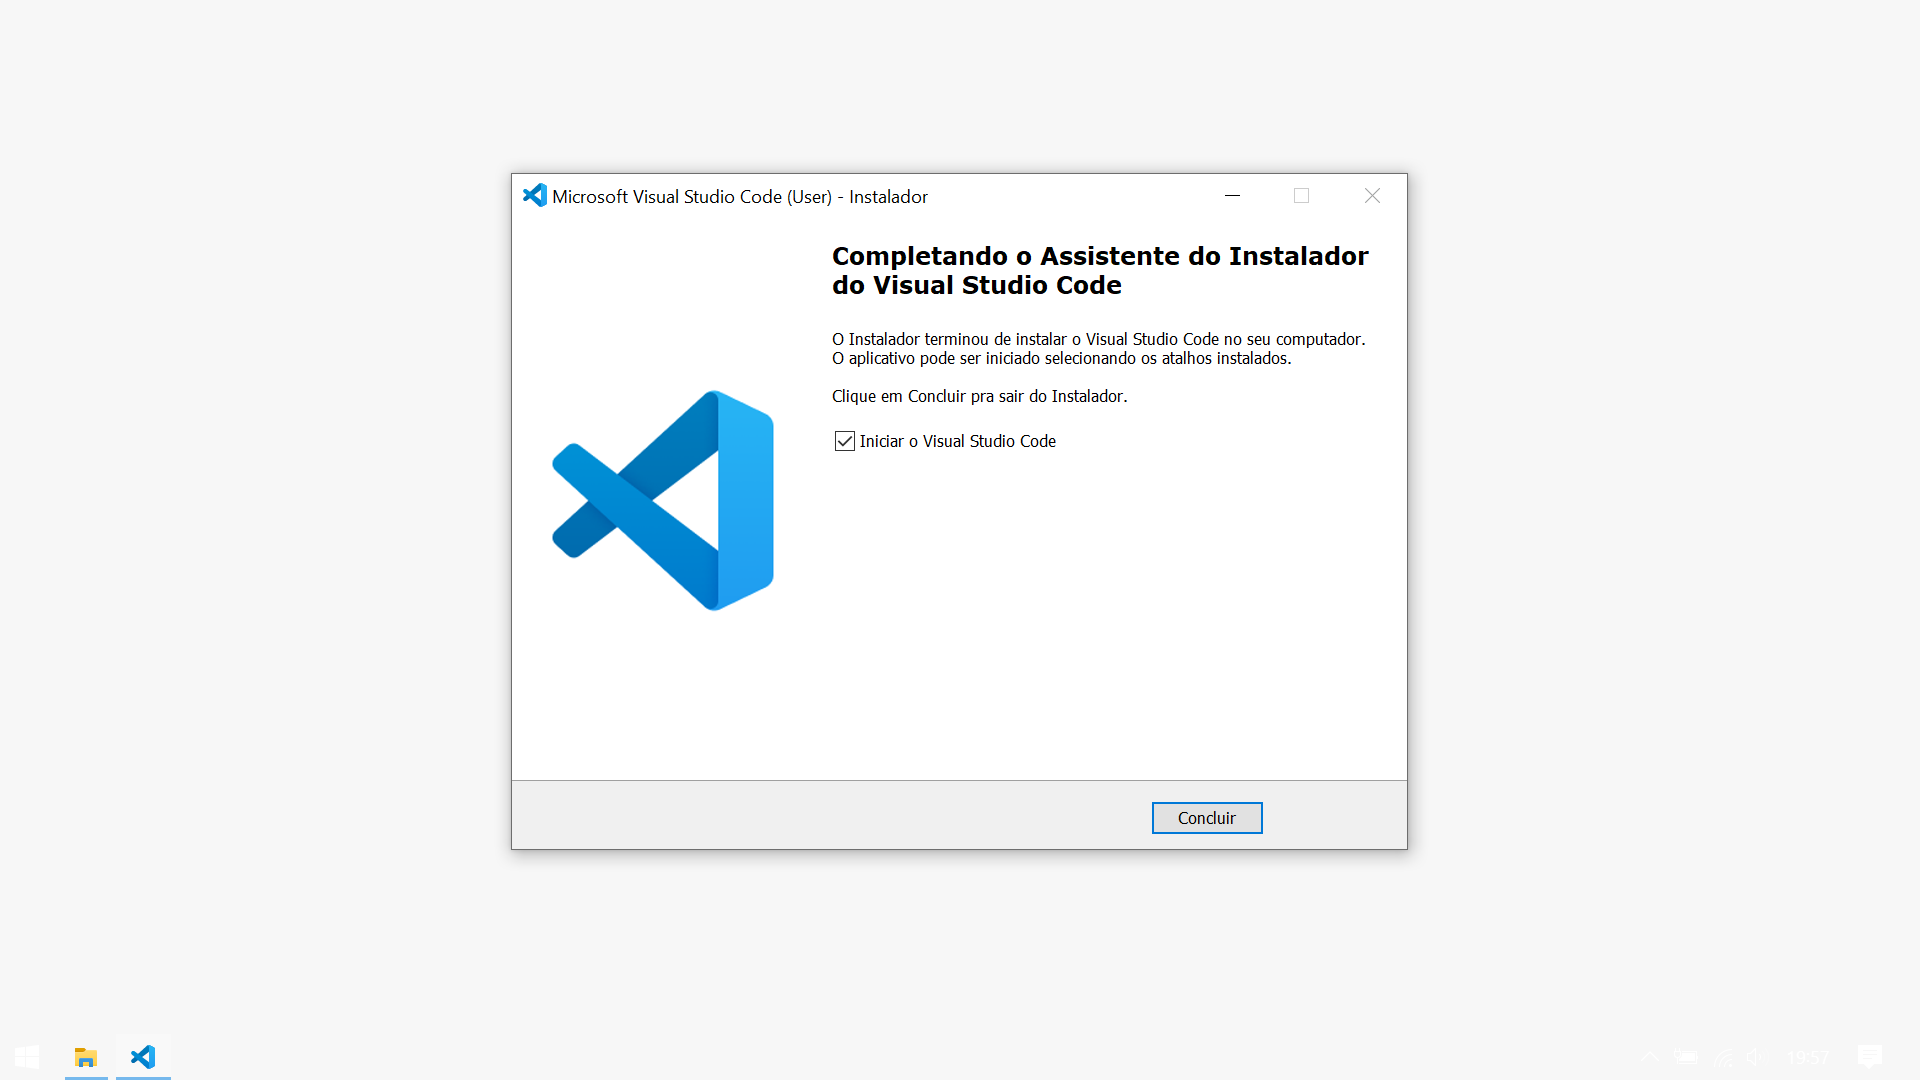 Microsoft Visual Studio Code (User) - Instalador
Completando o Assistente do Instalador
do Visual Studio Code
O Instalador terminou de instalar o Visual Studio Code no seu computador.
O aplicativo pode ser iniciado selecionando os atalhos instalados.
Clique em Concluir pra sair do Instalador.
Iniciar o Visual Studio Code
Concluir
19:57